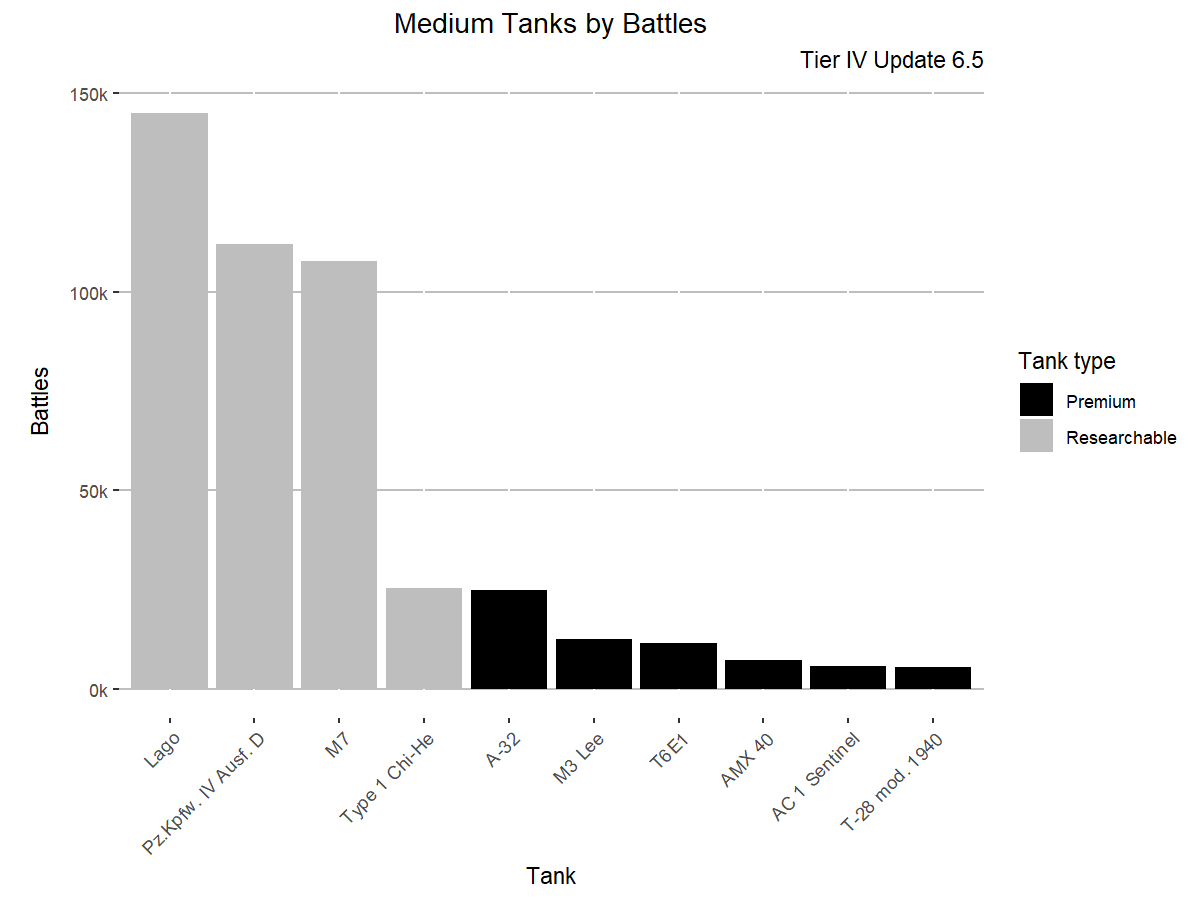 Medium Tanks by Battles
Tier IV Update 6.5
150k
100k
50k
0k
Battles
Lago
Pz.Kpfw. IV Ausf. D
M7
Type 1 Chi-He
A-32
M3 Lee
T6E1
AMX 40
AC 1 Sentinel
T-28 mod. 1940
Tank
Tank type
Premium
Researchable